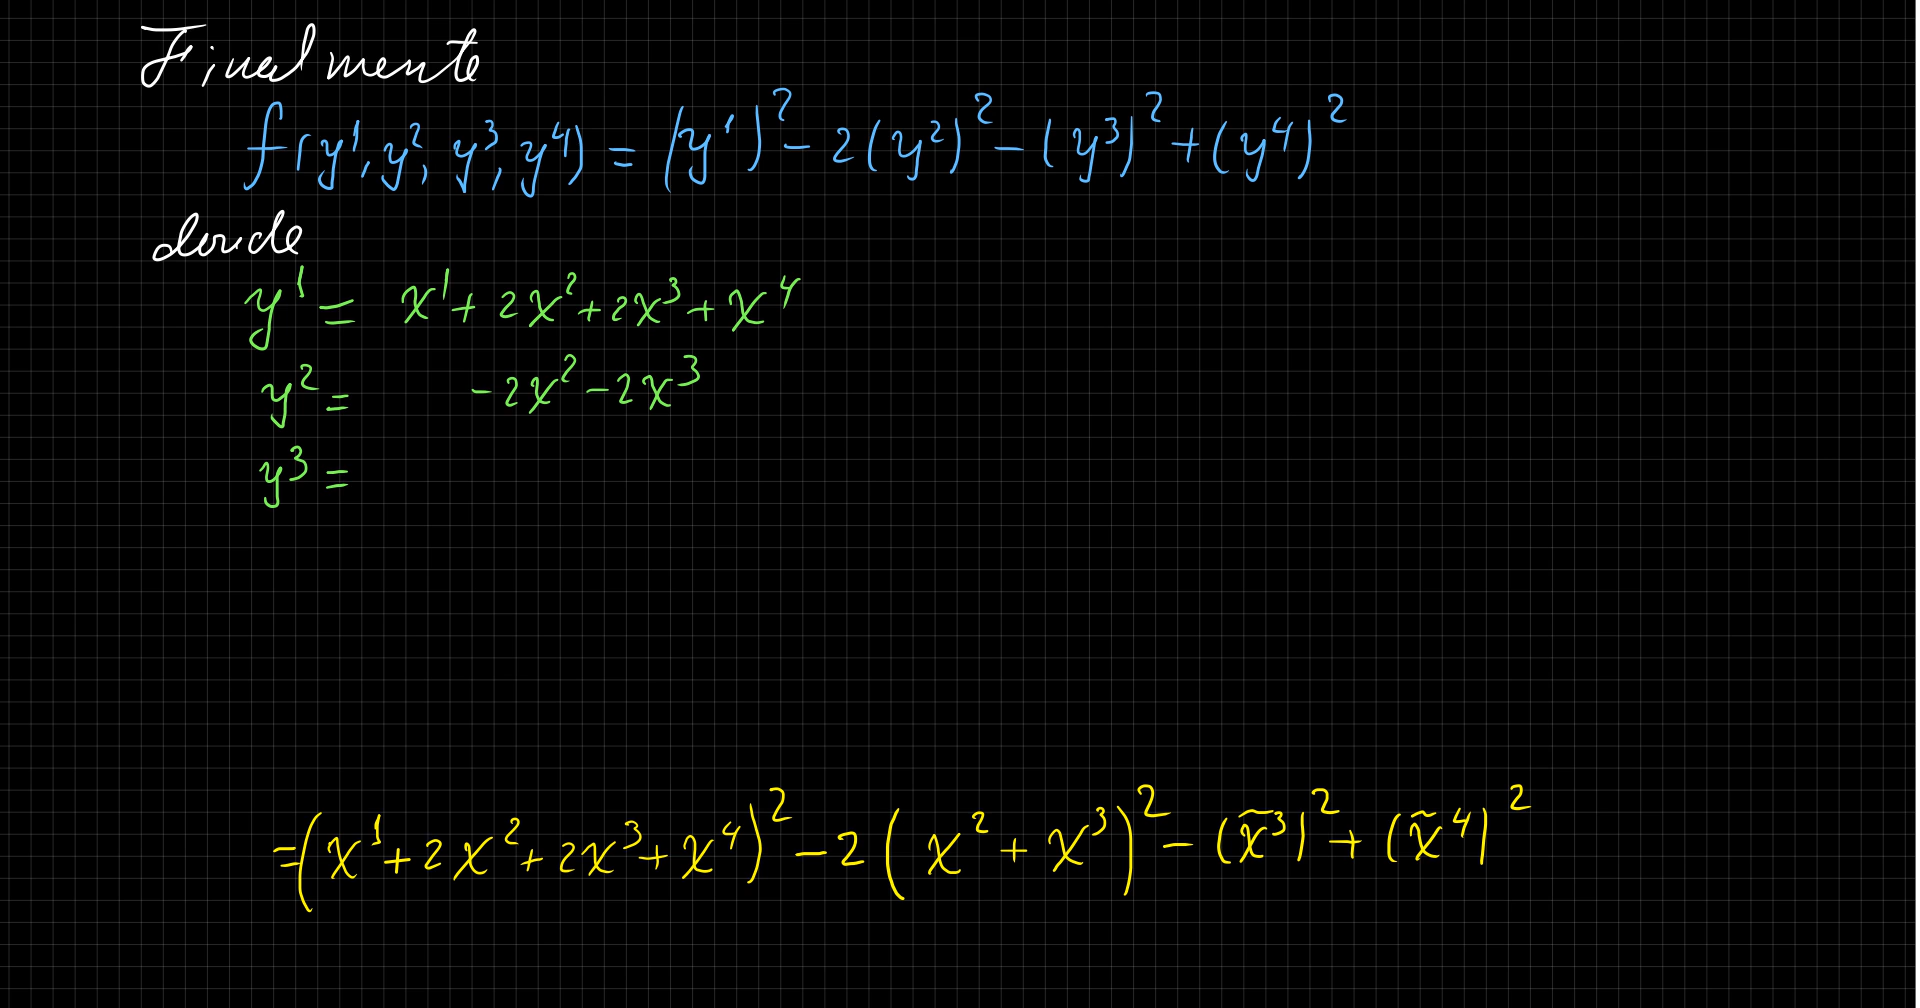 Finalmente
f(y¹, y², y³, y⁴) = (y¹)² - 2(y²)² - (y³)² + (y⁴)²
donde
y¹ = x¹ + 2x² + 2x³ + x⁴
y² = -2x² - 2x³
y³ =
= (x¹ + 2x² + 2x³ + x⁴)² - 2(x² + x³)² - (x̃³)² + (x̃⁴)²